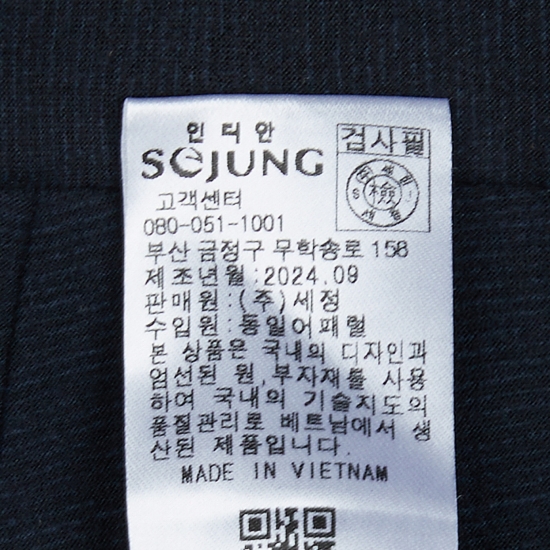 인디안
SEJUNG
검사필
檢
고객센터
080-051-1001
부산 금정구 무학송로 158
제조년월:2024.09
판매원:(주)세정
수입원:동일어패럴
본 상품은 국내의 디자인과
엄선된 원,부자재를 사용
하여 국내의 기술지도의
품질관리로 베트남에서 생
산된 제품입니다.
MADE IN VIETNAM